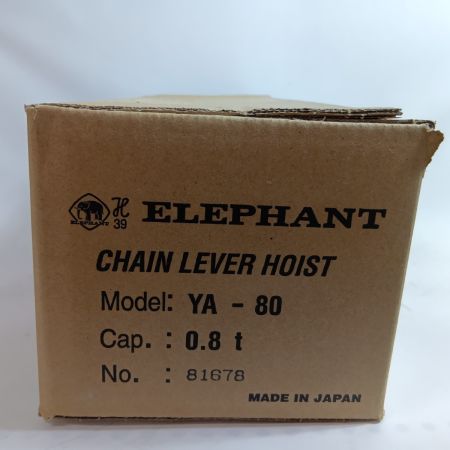 ELEPHANT H 39 ELEPHANT
CHAIN LEVER HOIST
Model: YA - 80
Cap. : 0.8 t
No. : 81678
MADE IN JAPAN